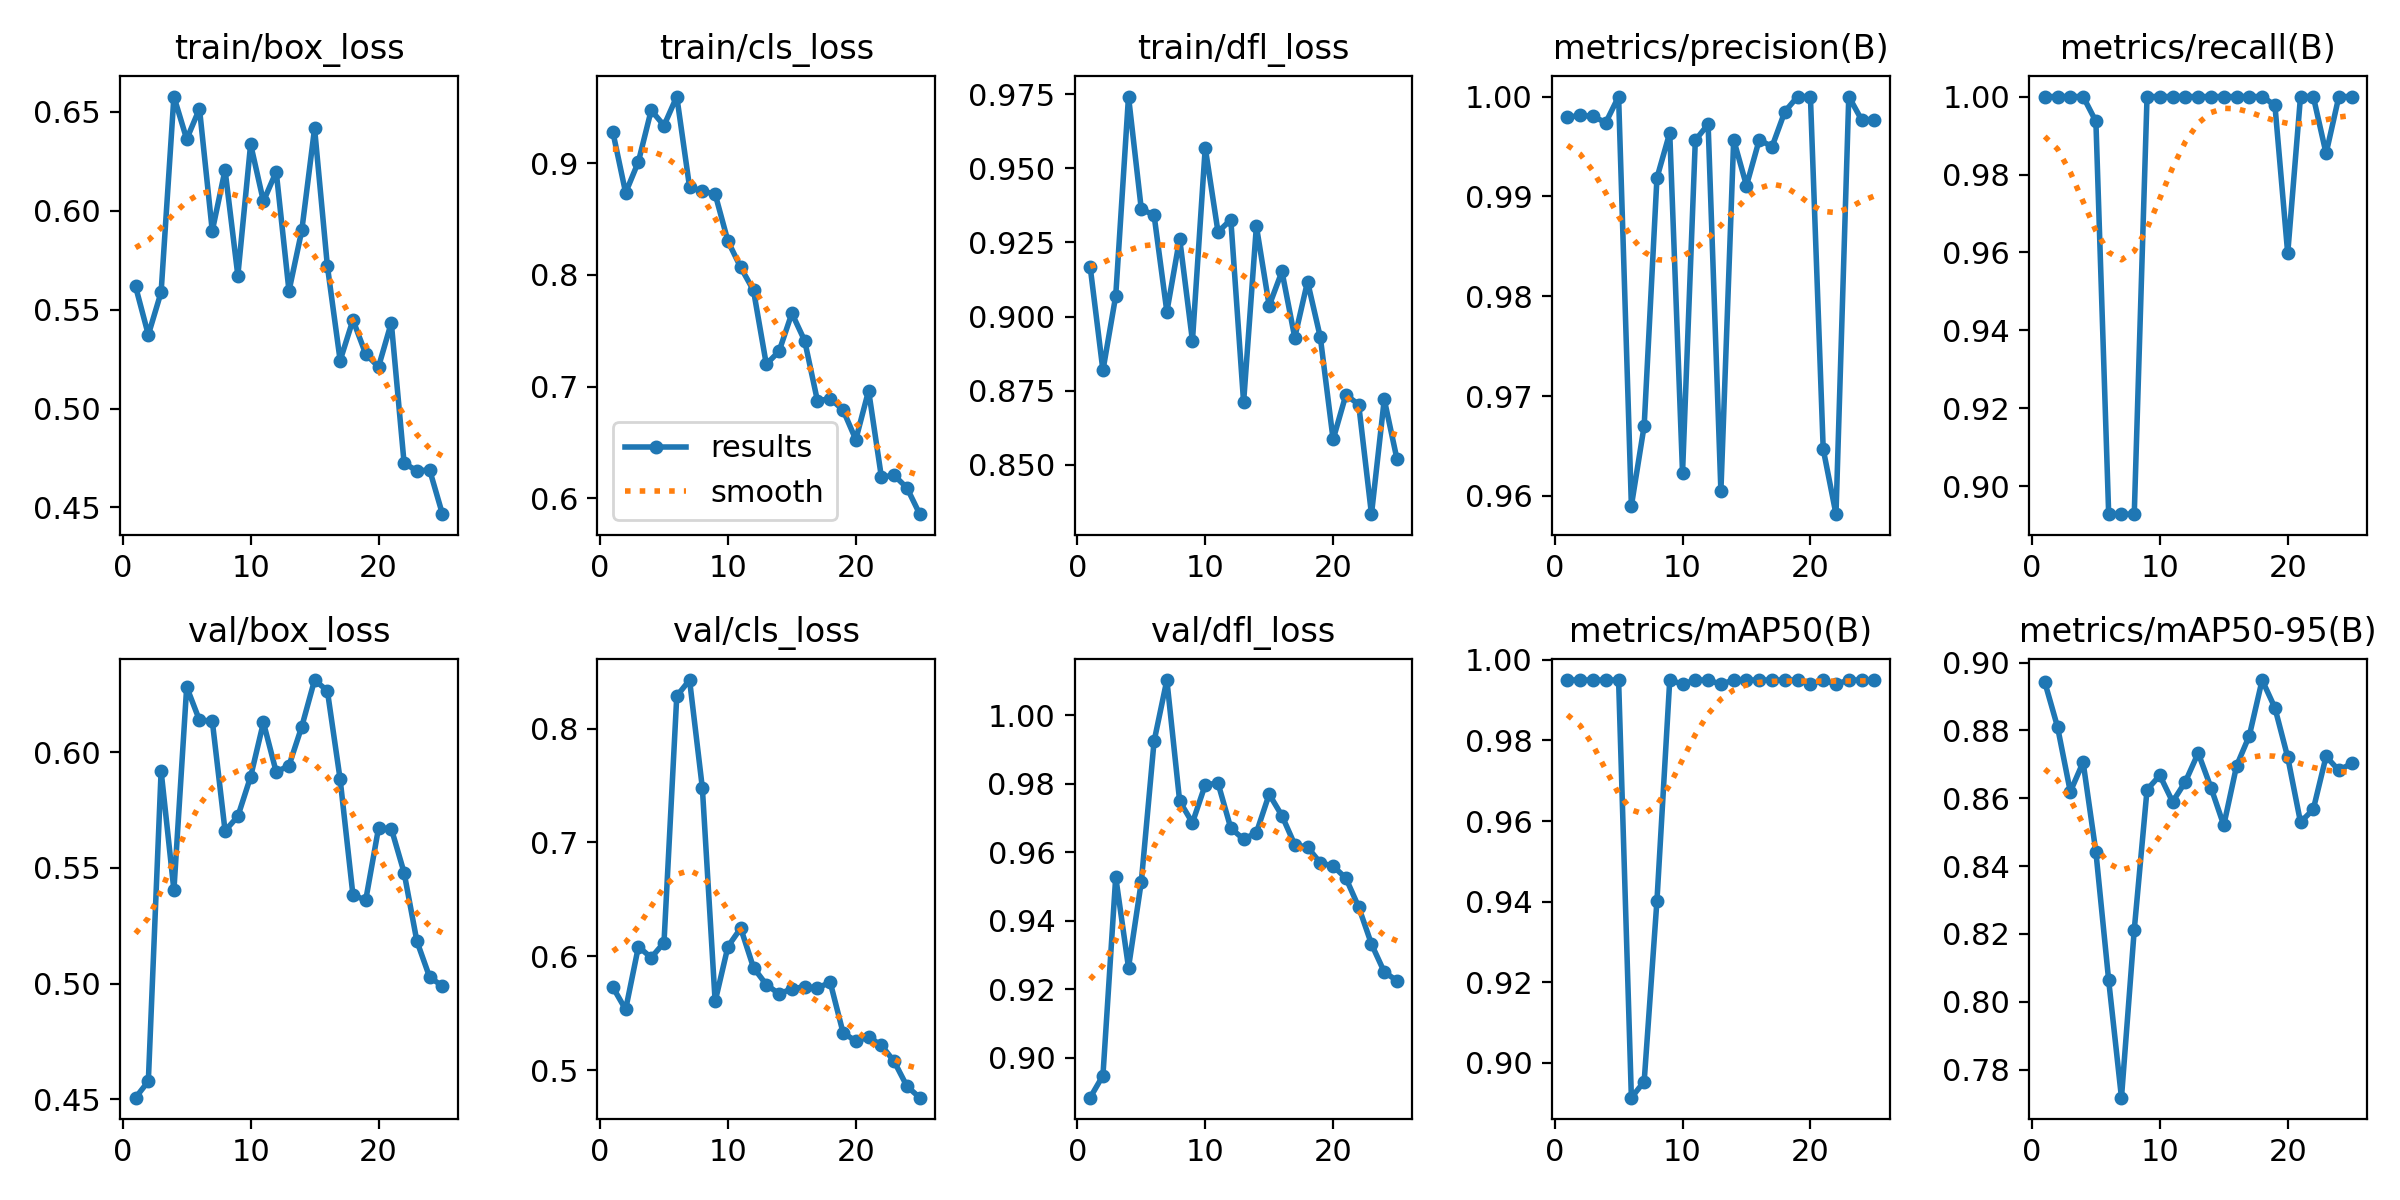 train/box_loss
0.65
0.60
0.55
0.50
0.45
0 10 20
train/cls_loss
0.9
0.8
0.7
0.6
results
smooth
0 10 20
train/dfl_loss
0.975
0.950
0.925
0.900
0.875
0.850
0 10 20
metrics/precision(B)
1.00
0.99
0.98
0.97
0.96
0 10 20
metrics/recall(B)
1.00
0.98
0.96
0.94
0.92
0.90
0 10 20
val/box_loss
0.60
0.55
0.50
0.45
0 10 20
val/cls_loss
0.8
0.7
0.6
0.5
0 10 20
val/dfl_loss
1.00
0.98
0.96
0.94
0.92
0.90
0 10 20
metrics/mAP50(B)
1.00
0.98
0.96
0.94
0.92
0.90
0 10 20
metrics/mAP50-95(B)
0.90
0.88
0.86
0.84
0.82
0.80
0.78
0 10 20